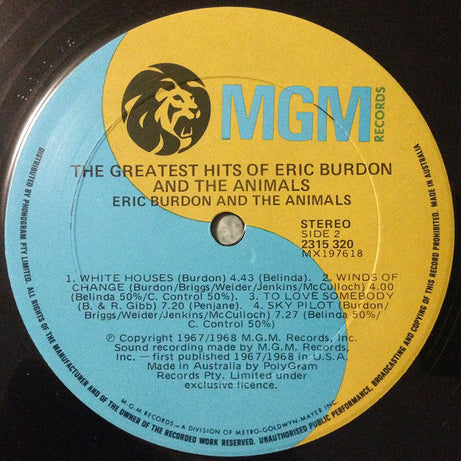 MGM
RECORDS
THE GREATEST HITS OF ERIC BURDON
AND THE ANIMALS
ERIC BURDON AND THE ANIMALS
STEREO
SIDE 2
2315 320
MX197618
1. WHITE HOUSES (Burdon) 4.43 (Belinda). 2. WINDS OF
CHANGE (Burdon/Briggs/Weider/Jenkins/McCulloch) 4.00
(Belinda 50%/C. Control 50%). 3. TO LOVE SOMEBODY
(B. & R. Gibb) 7.20 (Penjane). 4. SKY PILOT (Burdon/
Briggs/Weider/Jenkins/McCulloch) 7.27 (Belinda 50%/
C. Control 50%)
Ⓟ Copyright 1967/1968 M.G.M. Records, Inc.
Sound recording made by M.G.M. Records,
Inc. — first published 1967/1968 in U.S.A.
Made in Australia by PolyGram
Records Pty. Limited under
exclusive licence.
M-G-M RECORDS — A DIVISION OF METRO-GOLDWYN-MAYER INC.
DISTRIBUTED BY PHONOGRAM PTY LIMITED. ALL RIGHTS OF THE MANUFACTURER AND OF THE OWNER OF THE RECORDED WORK RESERVED. UNAUTHORISED PUBLIC PERFORMANCE, BROADCASTING AND COPYING OF THIS RECORD PROHIBITED. MADE IN AUSTRALIA